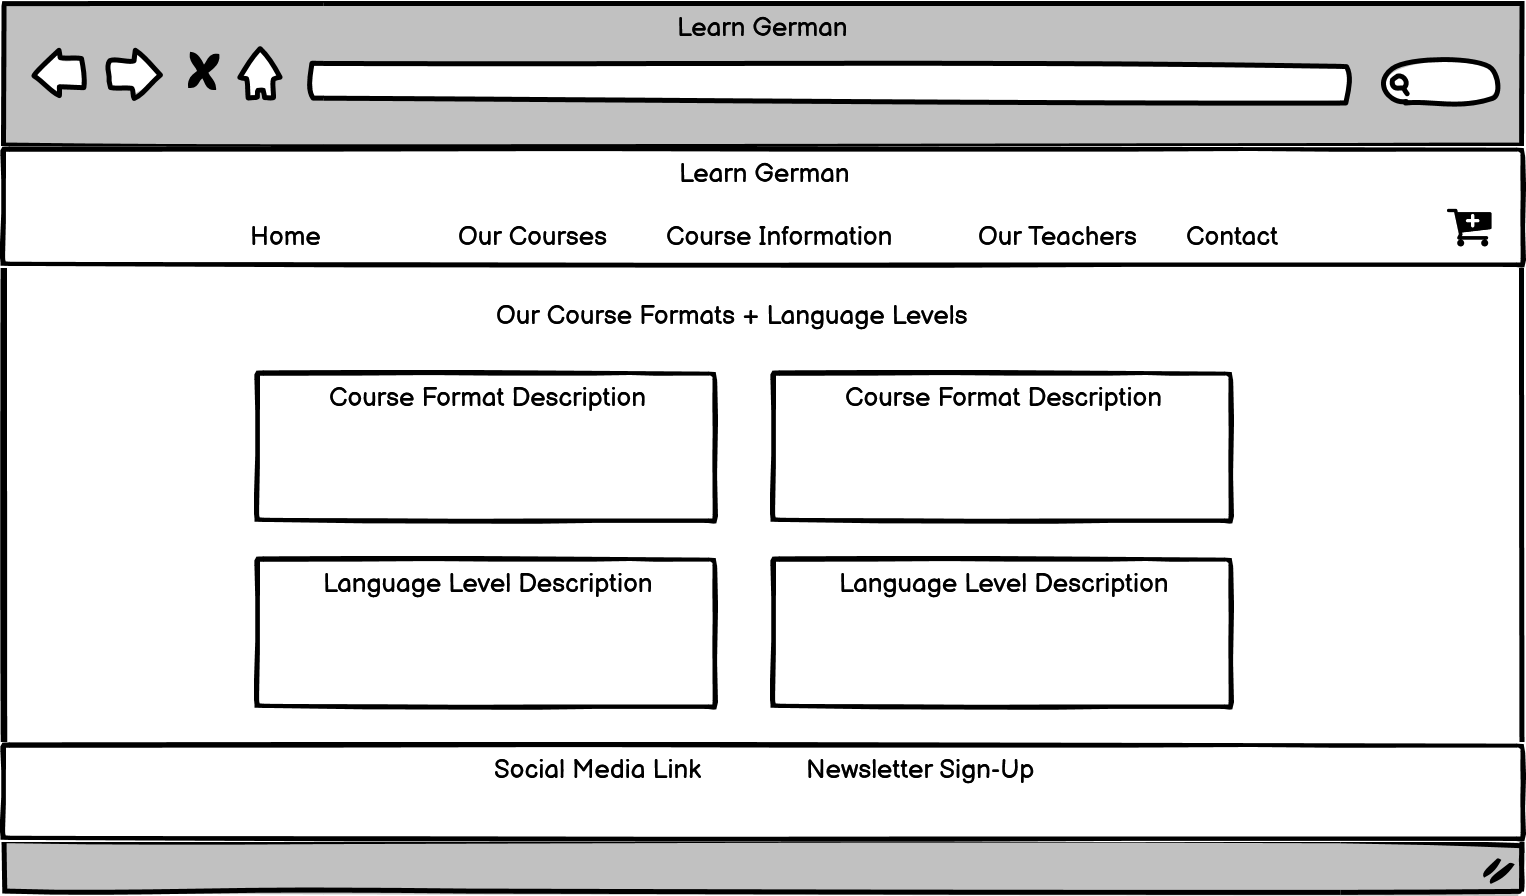 Learn German
Learn German
Home Our Courses Course Information Our Teachers Contact
Our Course Formats + Language Levels
Course Format Description Course Format Description
Language Level Description Language Level Description
Social Media Link Newsletter Sign-Up